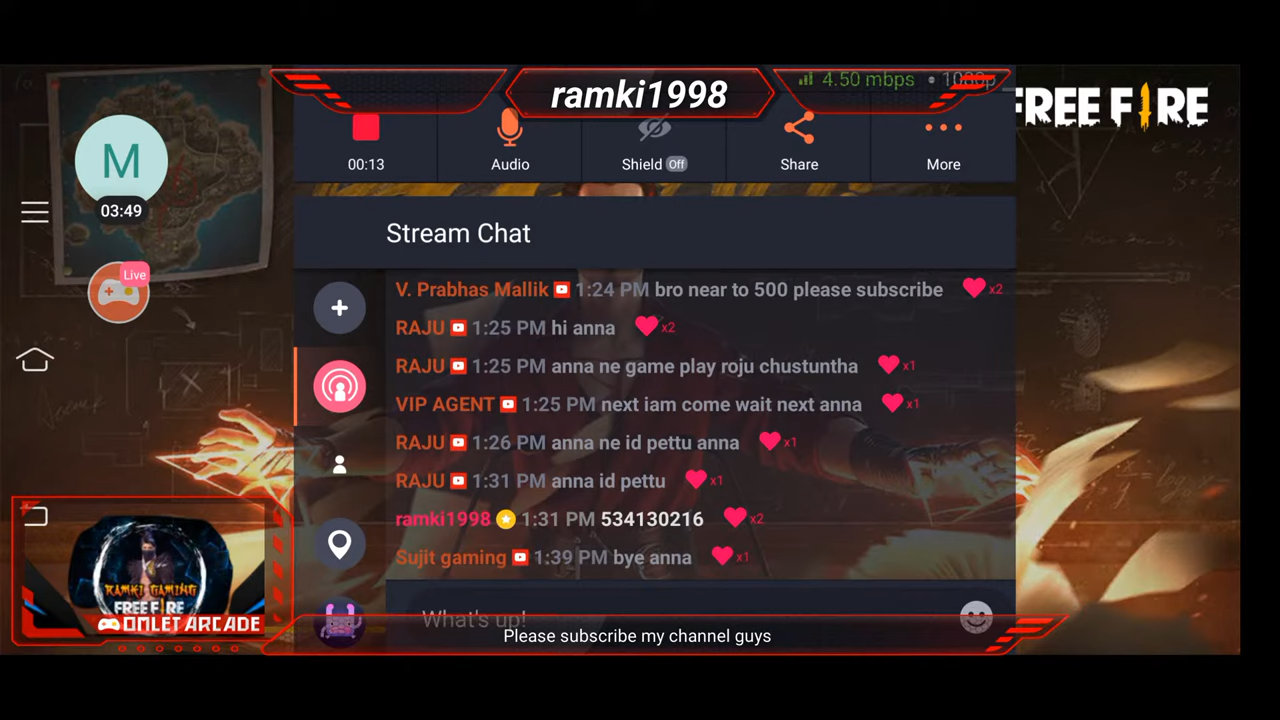 ramki1998
4.50 mbps • 1080p
FREE FIRE
00:13
Audio
Shield Off
Share
More
M
03:49
Live
Stream Chat
V. Prabhas Mallik 1:24 PM bro near to 500 please subscribe x2
RAJU 1:25 PM hi anna x2
RAJU 1:25 PM anna ne game play roju chustuntha x1
VIP AGENT 1:25 PM next iam come wait next anna x1
RAJU 1:26 PM anna ne id pettu anna x1
RAJU 1:31 PM anna id pettu x1
ramki1998 1:31 PM 534130216 x2
Sujit gaming 1:39 PM bye anna x1
What's up!
Please subscribe my channel guys
RAMKI GAMING
FREE FIRE
OMLET ARCADE